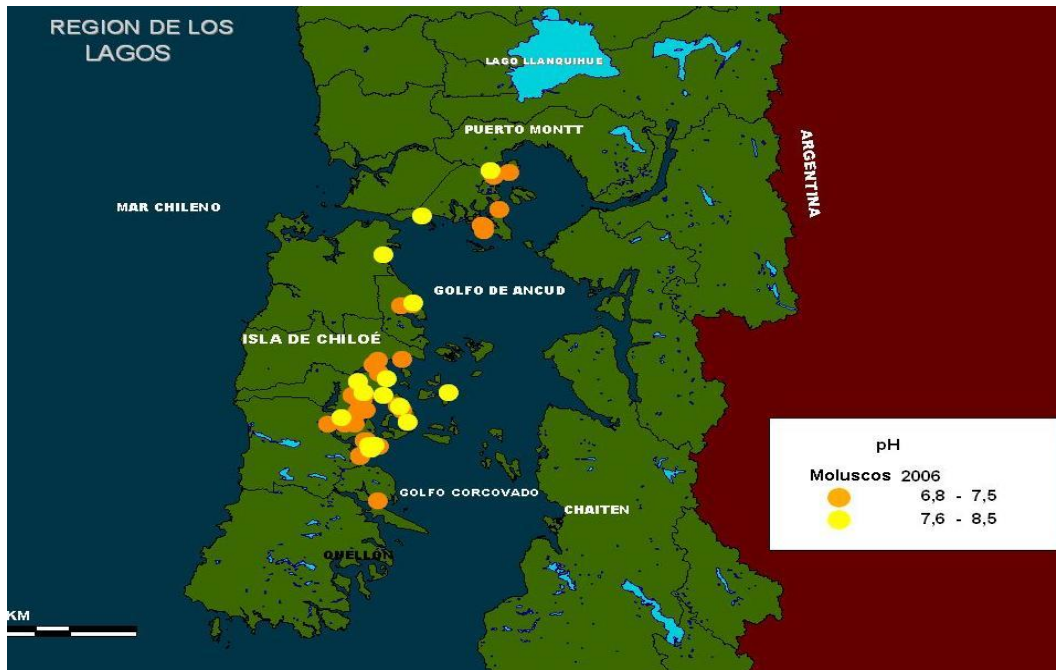 REGION DE LOS
LAGOS
LAGO LLANQUIHUE
PUERTO MONTT
ARGENTINA
MAR CHILENO
GOLFO DE ANCUD
ISLA DE CHILOÉ
pH
Moluscos 2006
6,8 - 7,5
7,6 - 8,5
GOLFO CORCOVADO
CHAITEN
QUELLÓN
KM